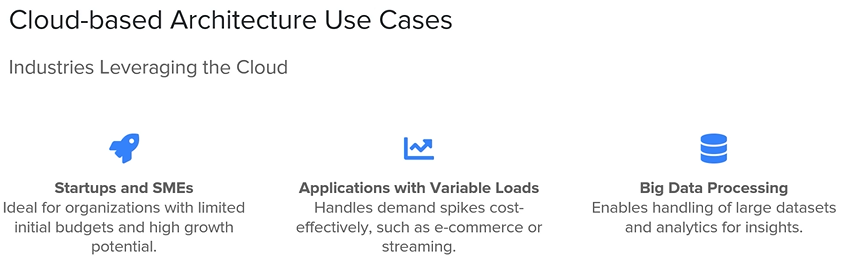 Cloud-based Architecture Use Cases
Industries Leveraging the Cloud
Startups and SMEs
Ideal for organizations with limited
initial budgets and high growth
potential.
Applications with Variable Loads
Handles demand spikes cost-
effectively, such as e-commerce or
streaming.
Big Data Processing
Enables handling of large datasets
and analytics for insights.